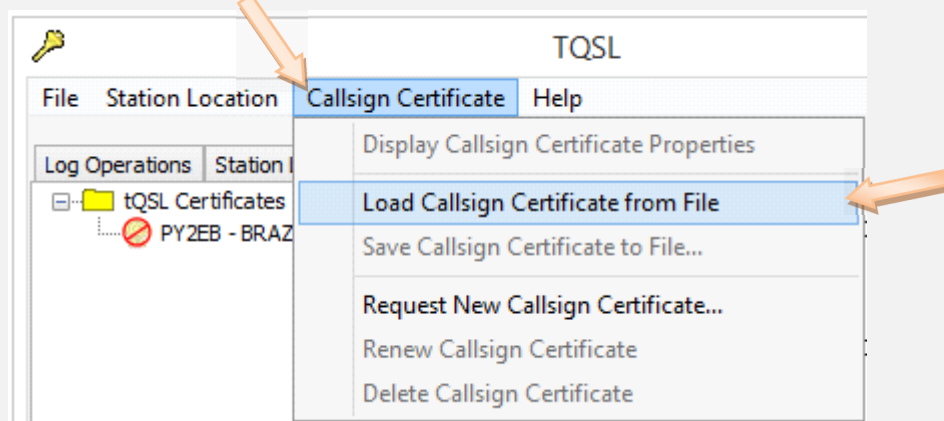 TQSL
File Station Location Callsign Certificate Help
Display Callsign Certificate Properties
Log Operations Station
tQSL Certificates
Load Callsign Certificate from File
PY2EB - BRAZ
Save Callsign Certificate to File...
Request New Callsign Certificate...
Renew Callsign Certificate
Delete Callsign Certificate